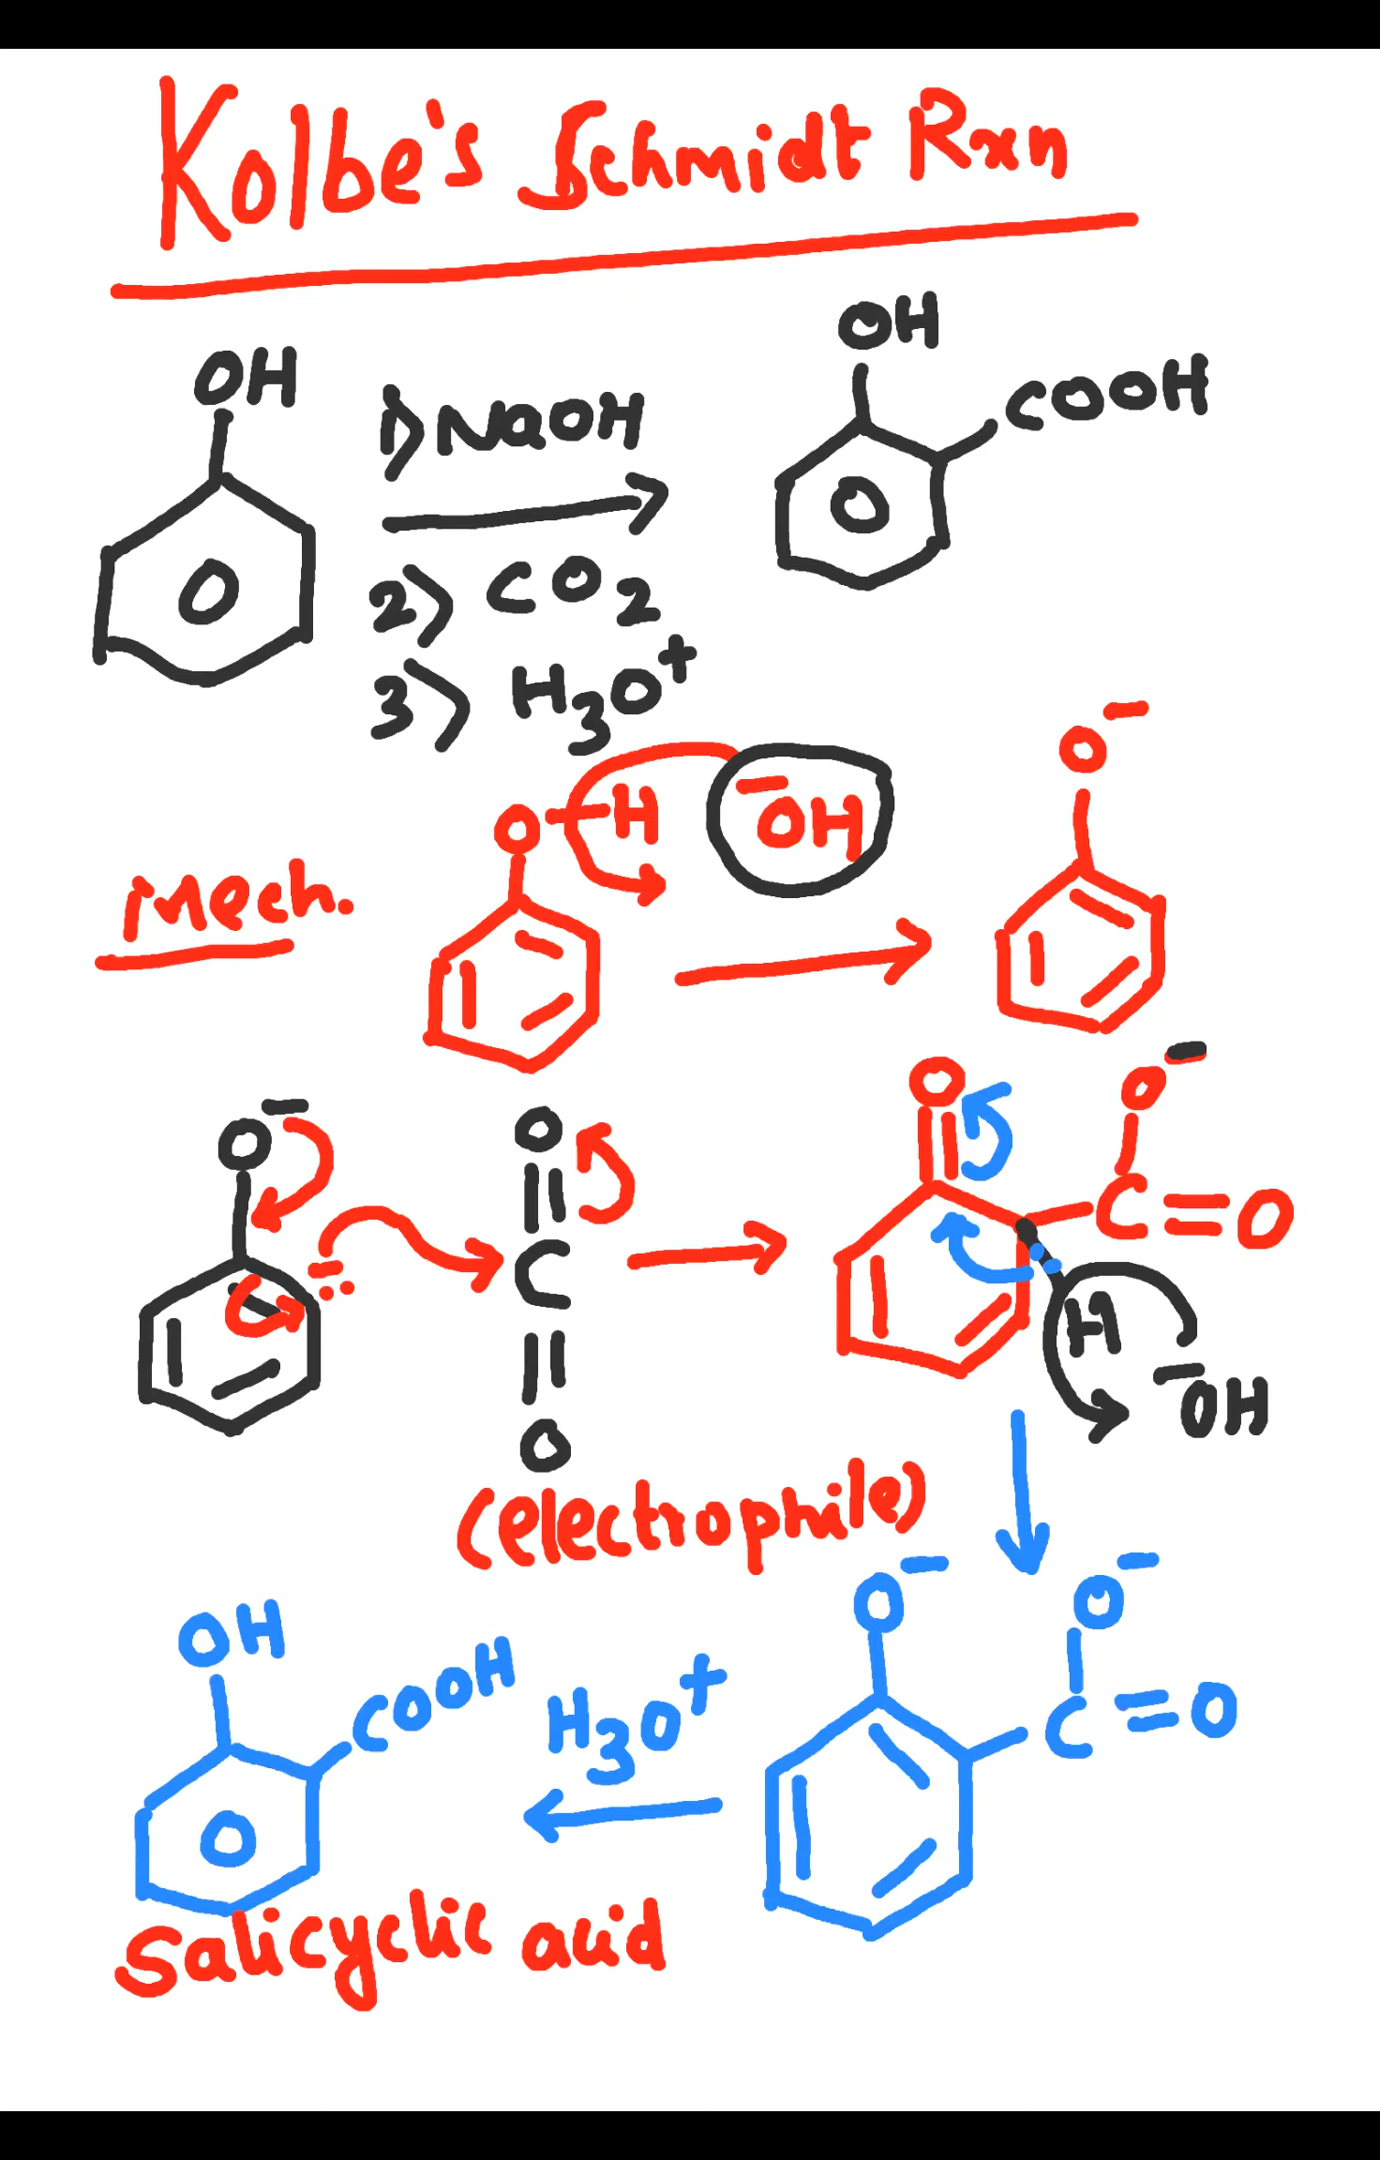 Kolbe's Schmidt Rxn
OH
1) NaOH
2) CO2
3) H3O+
OH
COOH
Mech.
O-H
‾OH
O‾
O‾
O
C
O
(electrophile)
O
O‾
C=O
H
‾OH
O‾
O‾
C=O
H3O+
OH
COOH
Salicyclic acid